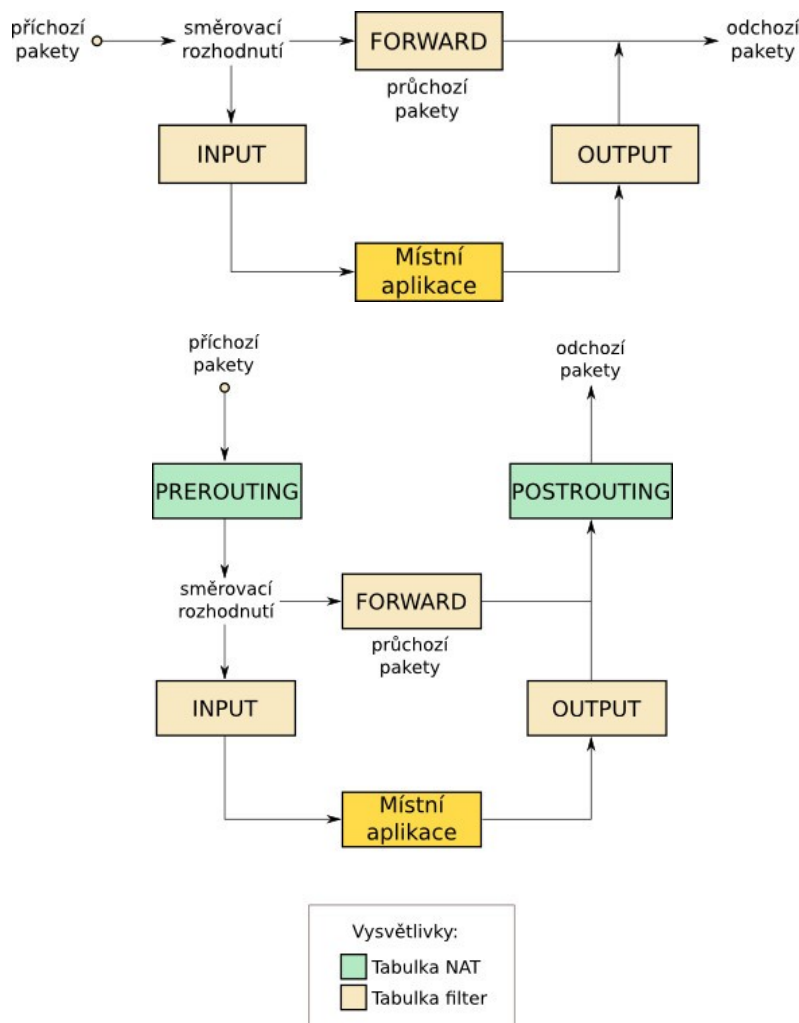 příchozí
pakety
směrovací
rozhodnutí
FORWARD
odchozí
pakety
průchozí
pakety
INPUT
OUTPUT
Místní
aplikace
příchozí
pakety
odchozí
pakety
PREROUTING
POSTROUTING
směrovací
rozhodnutí
FORWARD
průchozí
pakety
INPUT
OUTPUT
Místní
aplikace
Vysvětlivky:
Tabulka NAT
Tabulka filter